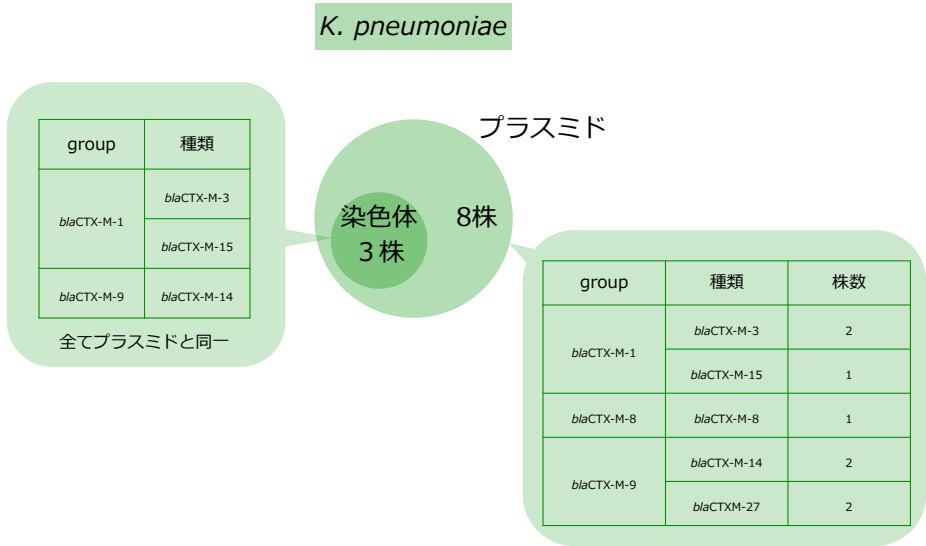 K. pneumoniae
プラスミド
染色体
３株
8株
group 種類
blaCTX-M-1 blaCTX-M-3
blaCTX-M-15
blaCTX-M-9 blaCTX-M-14
全てプラスミドと同一
group 種類 株数
blaCTX-M-1 blaCTX-M-3 2
blaCTX-M-15 1
blaCTX-M-8 blaCTX-M-8 1
blaCTX-M-9 blaCTX-M-14 2
blaCTXM-27 2